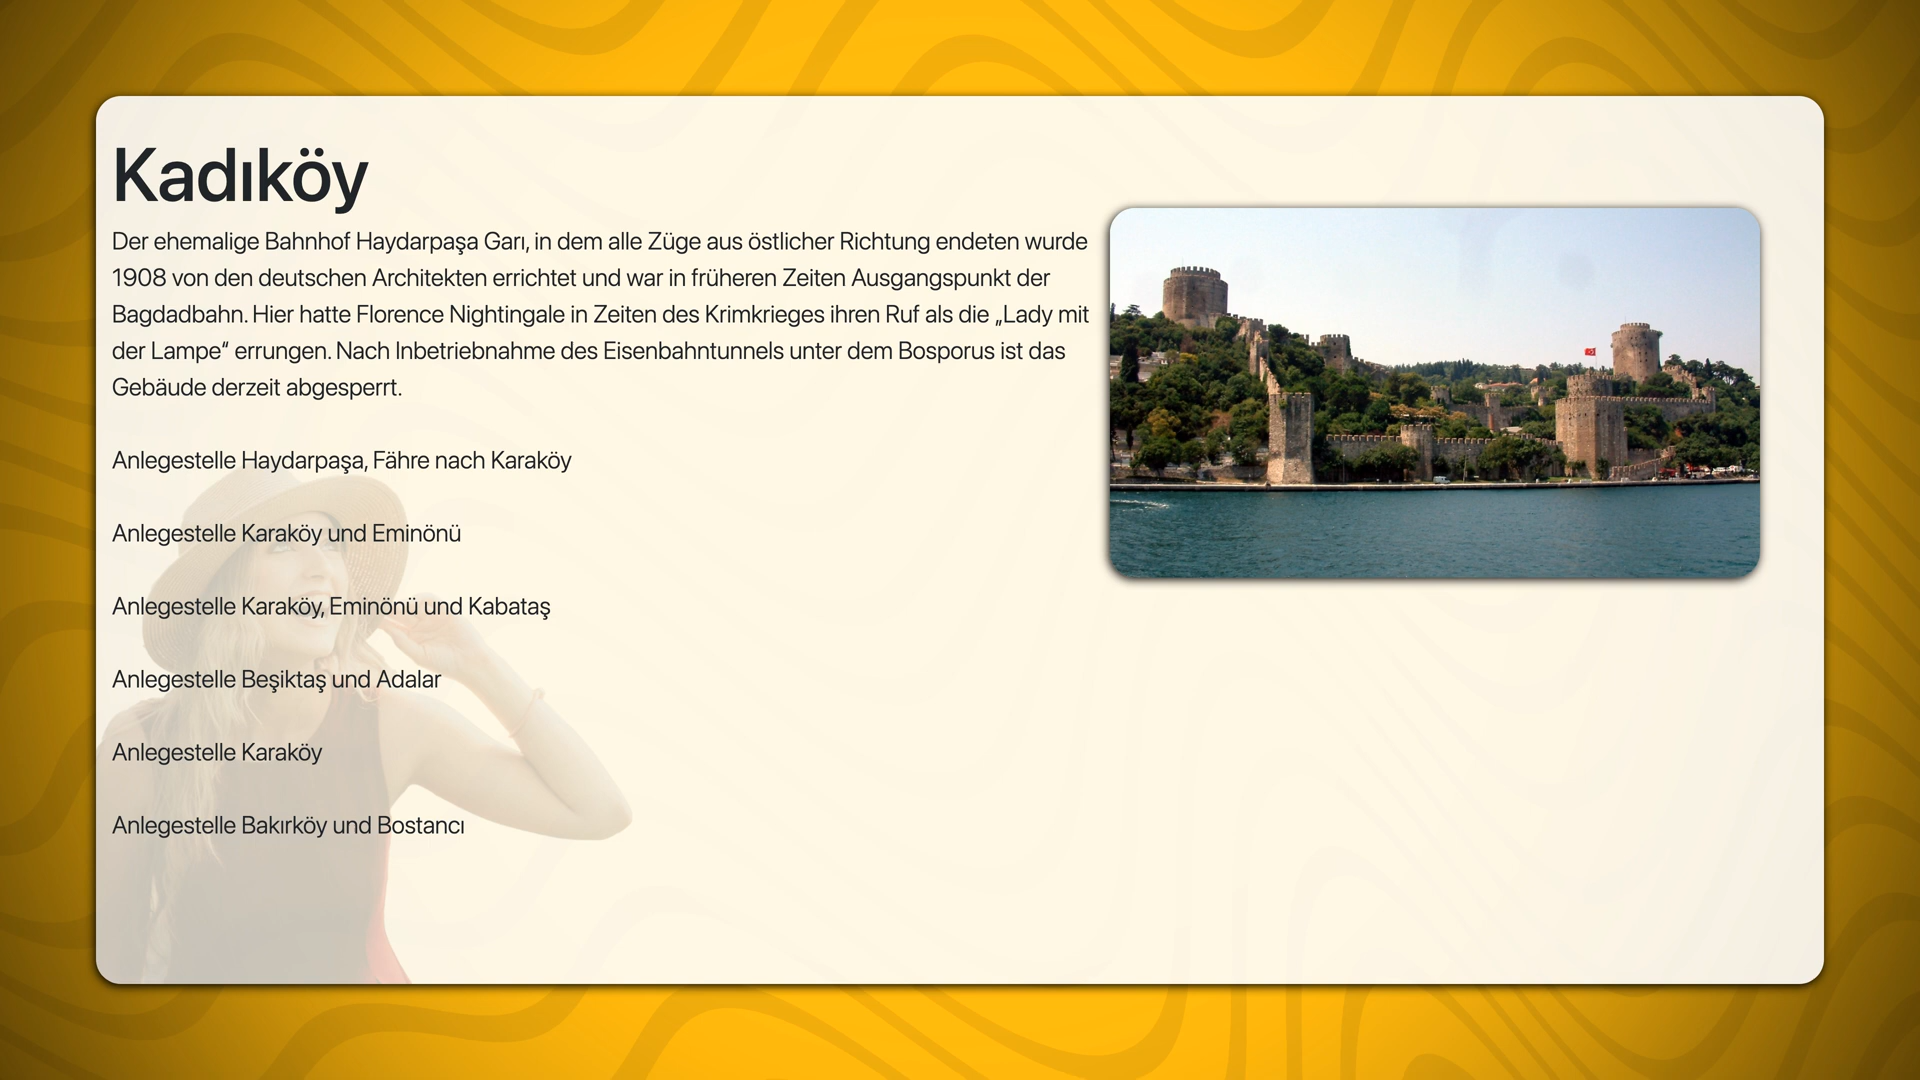 Kadıköy
Der ehemalige Bahnhof Haydarpaşa Garı, in dem alle Züge aus östlicher Richtung endeten wurde
1908 von den deutschen Architekten errichtet und war in früheren Zeiten Ausgangspunkt der
Bagdadbahn. Hier hatte Florence Nightingale in Zeiten des Krimkrieges ihren Ruf als die „Lady mit
der Lampe“ errungen. Nach Inbetriebnahme des Eisenbahntunnels unter dem Bosporus ist das
Gebäude derzeit abgesperrt.
Anlegestelle Haydarpaşa, Fähre nach Karaköy
Anlegestelle Karaköy und Eminönü
Anlegestelle Karaköy, Eminönü und Kabataş
Anlegestelle Beşiktaş und Adalar
Anlegestelle Karaköy
Anlegestelle Bakırköy und Bostancı